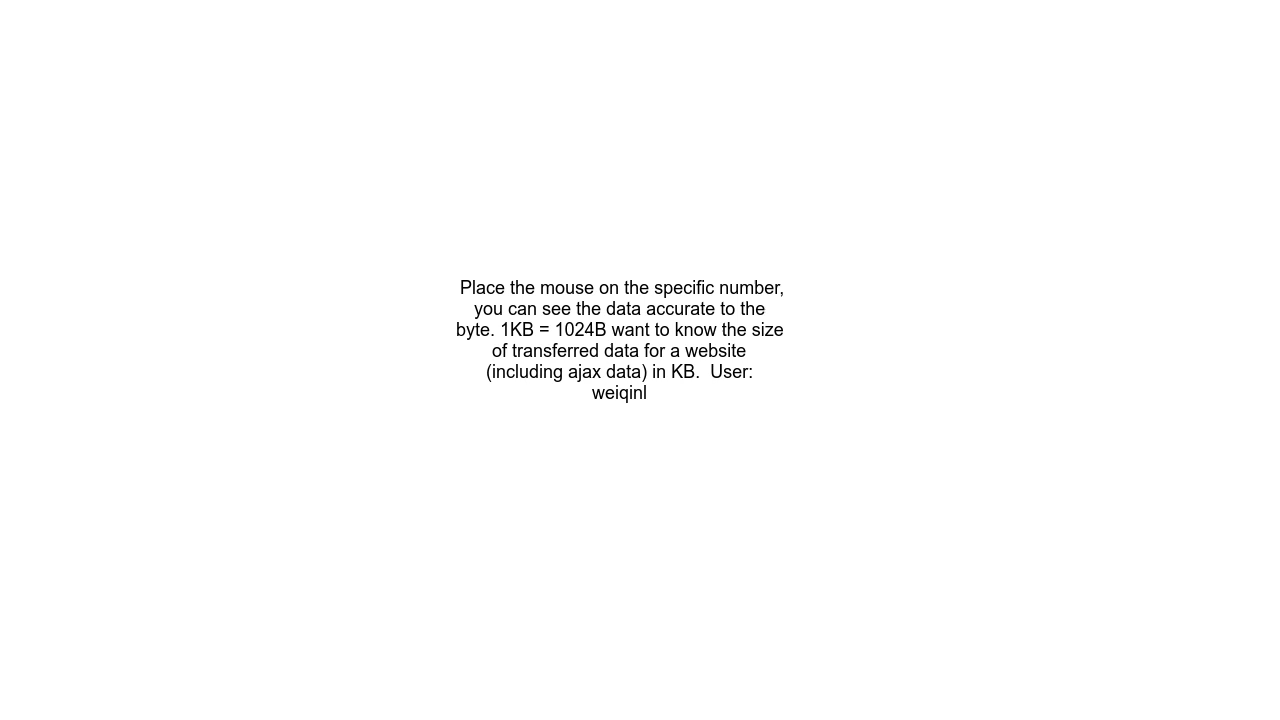 Place the mouse on the specific number,
you can see the data accurate to the
byte. 1KB = 1024B want to know the size
of transferred data for a website
(including ajax data) in KB.  User:
weiqinl